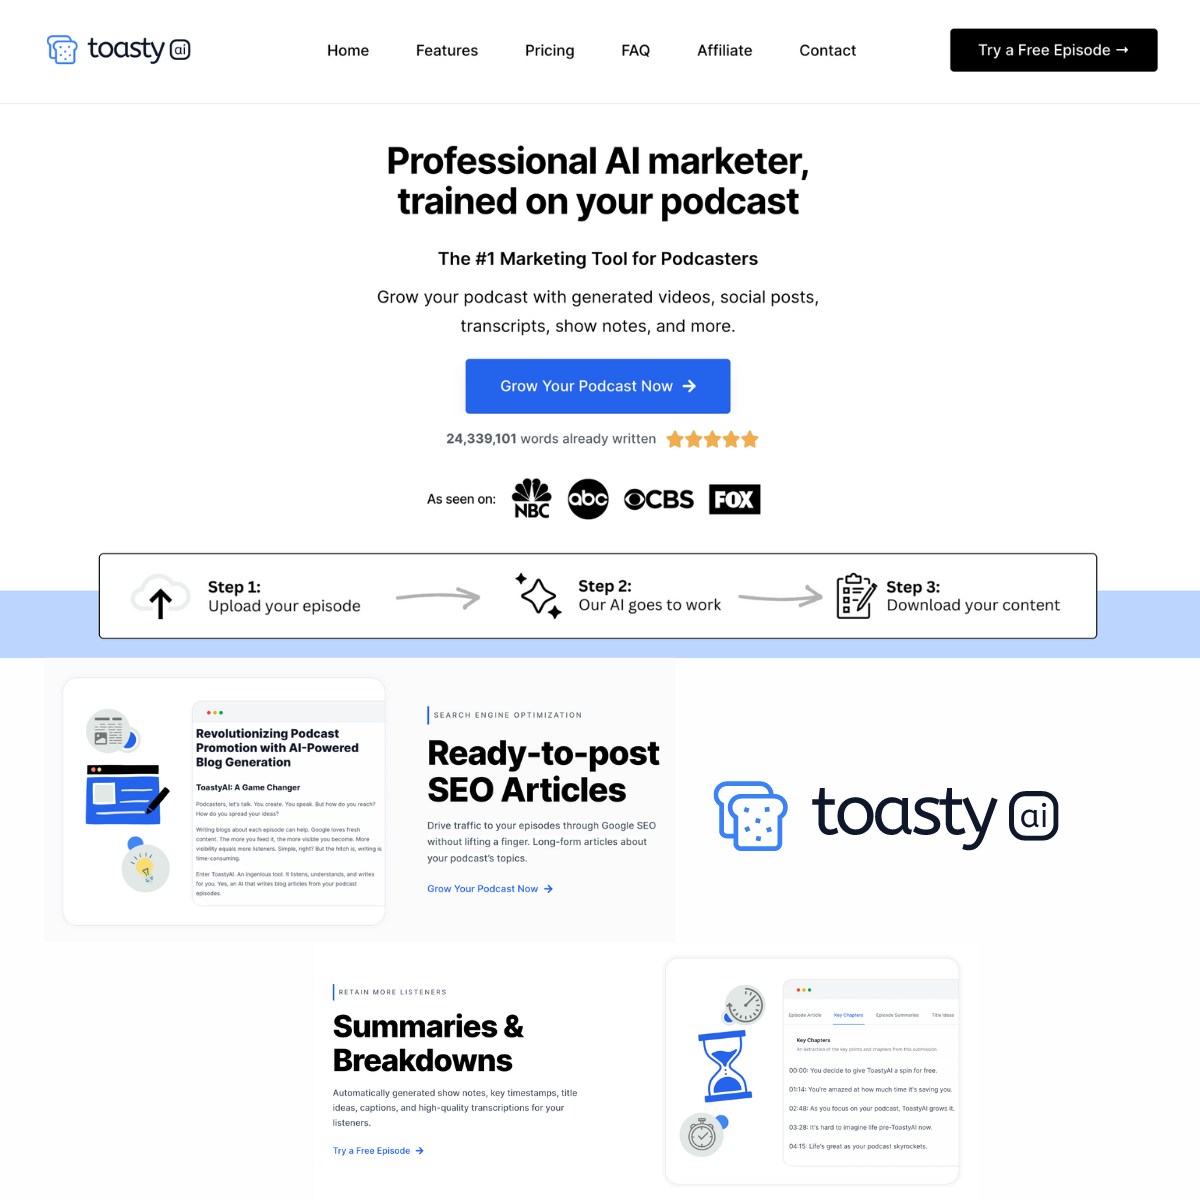 toasty ai
Home
Features
Pricing
FAQ
Affiliate
Contact
Try a Free Episode →
Professional AI marketer,
trained on your podcast
The #1 Marketing Tool for Podcasters
Grow your podcast with generated videos, social posts,
transcripts, show notes, and more.
Grow Your Podcast Now →
24,339,101 words already written
As seen on:
NBC
abc
CBS
FOX
Step 1:
Upload your episode
Step 2:
Our AI goes to work
Step 3:
Download your content
Revolutionizing Podcast
Promotion with AI-Powered
Blog Generation
ToastyAI: A Game Changer
Podcasters, let's talk. You create. You speak. But how do you reach?
How do you spread your ideas?
Writing blogs about each episode can help. Google loves fresh
content. The more you feed it, the more visible you become. More
visibility equals more listeners. Simple, right? But the hitch is, writing is
time-consuming.
Enter ToastyAI. An ingenious tool. It listens, understands, and writes
for you. Yes, an AI that writes blog articles from your podcast
episodes.
SEARCH ENGINE OPTIMIZATION
Ready-to-post
SEO Articles
Drive traffic to your episodes through Google SEO
without lifting a finger. Long-form articles about
your podcast's topics.
Grow Your Podcast Now →
toasty ai
RETAIN MORE LISTENERS
Summaries &
Breakdowns
Automatically generated show notes, key timestamps, title
ideas, captions, and high-quality transcriptions for your
listeners.
Try a Free Episode →
Episode Article
Key Chapters
Episode Summaries
Title Ideas
Key Chapters
An extraction of the key points and chapters from this submission.
00:00: You decide to give ToastyAI a spin for free.
01:14: You're amazed at how much time it's saving you.
02:48: As you focus on your podcast, ToastyAI grows it.
03:28: It's hard to imagine life pre-ToastyAI now.
04:15: Life's great as your podcast skyrockets.